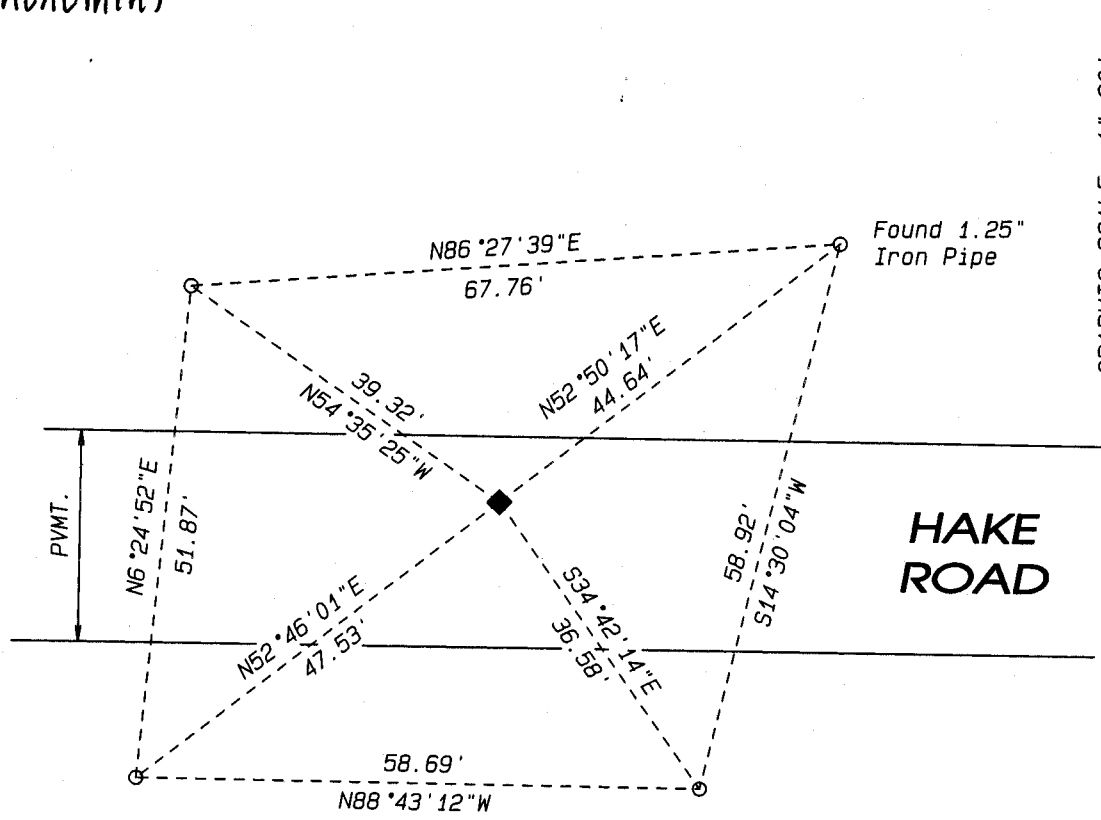 N86°27'39"E
67.76'
Found 1.25"
Iron Pipe
39.32'
N54°35'25"W
N52°50'17"E
44.64'
PVMT.
N6°24'52"E
51.87'
58.92'
S14°30'04"W
HAKE
ROAD
N52°46'01"E
47.53'
S34°42'14"E
36.58'
58.69'
N88°43'12"W